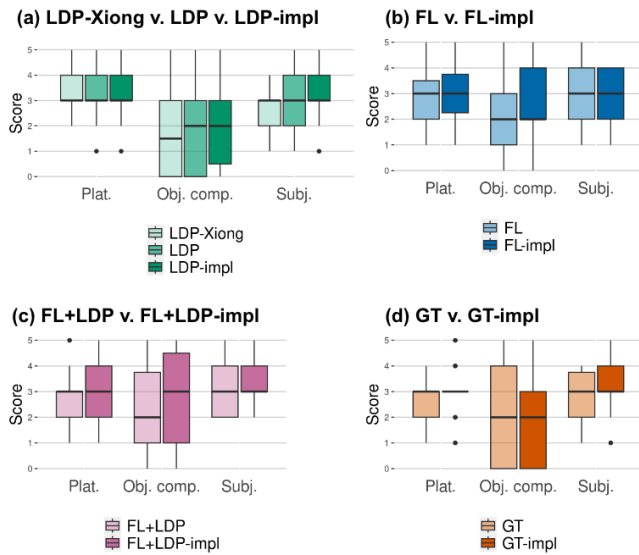 (a) LDP-Xiong v. LDP v. LDP-impl
5
4
3
2
1
0
Score
Plat. Obj. comp. Subj.
LDP-Xiong
LDP
LDP-impl
(b) FL v. FL-impl
5
4
3
2
1
0
Score
Plat. Obj. comp. Subj.
FL
FL-impl
(c) FL+LDP v. FL+LDP-impl
5
4
3
2
1
0
Score
Plat. Obj. comp. Subj.
FL+LDP
FL+LDP-impl
(d) GT v. GT-impl
5
4
3
2
1
0
Score
Plat. Obj. comp. Subj.
GT
GT-impl